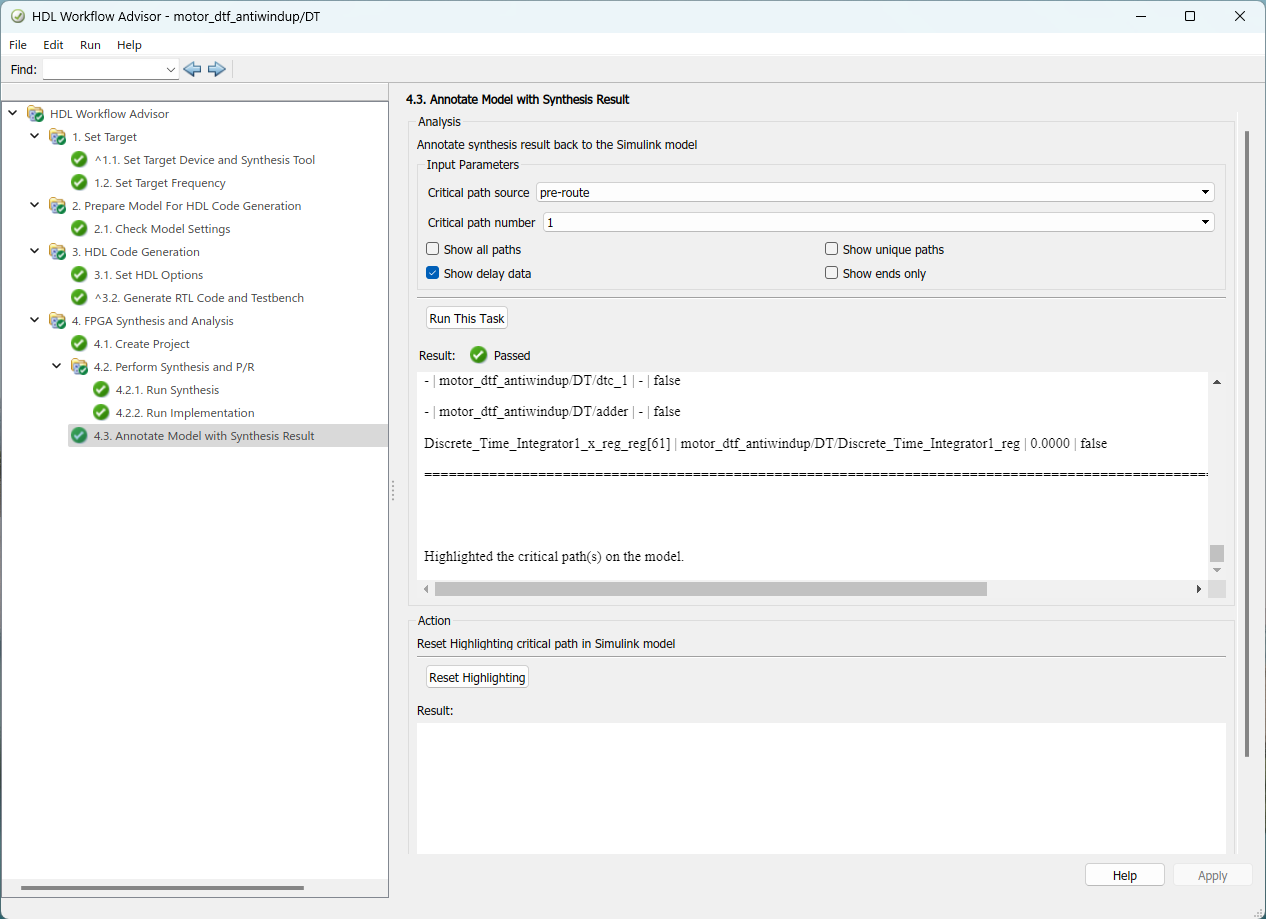 HDL Workflow Advisor - motor_dtf_antiwindup/DT
File Edit Run Help
Find:
HDL Workflow Advisor
1. Set Target
^1.1. Set Target Device and Synthesis Tool
1.2. Set Target Frequency
2. Prepare Model For HDL Code Generation
2.1. Check Model Settings
3. HDL Code Generation
3.1. Set HDL Options
^3.2. Generate RTL Code and Testbench
4. FPGA Synthesis and Analysis
4.1. Create Project
4.2. Perform Synthesis and P/R
4.2.1. Run Synthesis
4.2.2. Run Implementation
4.3. Annotate Model with Synthesis Result
4.3. Annotate Model with Synthesis Result
Analysis
Annotate synthesis result back to the Simulink model
Input Parameters
Critical path source pre-route
Critical path number 1
Show all paths Show unique paths
Show delay data Show ends only
Run This Task
Result: Passed
- | motor_dtf_antiwindup/DT/dtc_1 | - | false
- | motor_dtf_antiwindup/DT/adder | - | false
Discrete_Time_Integrator1_x_reg_reg[61] | motor_dtf_antiwindup/DT/Discrete_Time_Integrator1_reg | 0.0000 | false
==================================================================================================
Highlighted the critical path(s) on the model.
Action
Reset Highlighting critical path in Simulink model
Reset Highlighting
Result:
Help Apply